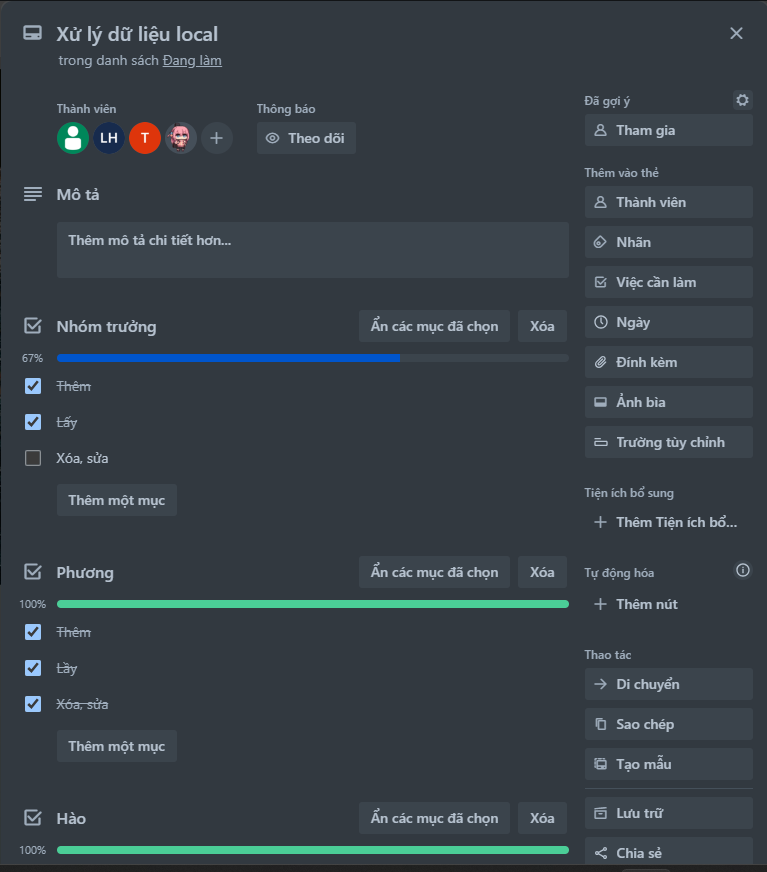 Xử lý dữ liệu local
trong danh sách Đang làm
Thành viên
LH
T
Thông báo
Theo dõi
Mô tả
Thêm mô tả chi tiết hơn...
Nhóm trưởng
Ẩn các mục đã chọn
Xóa
67%
Thêm
Lấy
Xóa, sửa
Thêm một mục
Phương
Ẩn các mục đã chọn
Xóa
100%
Thêm
Lầy
Xóa, sửa
Thêm một mục
Hào
Ẩn các mục đã chọn
Xóa
100%
Đã gợi ý
Tham gia
Thêm vào thẻ
Thành viên
Nhãn
Việc cần làm
Ngày
Đính kèm
Ảnh bìa
Trường tùy chỉnh
Tiện ích bổ sung
Thêm Tiện ích bổ...
Tự động hóa
Thêm nút
Thao tác
Di chuyển
Sao chép
Tạo mẫu
Lưu trữ
Chia sẻ